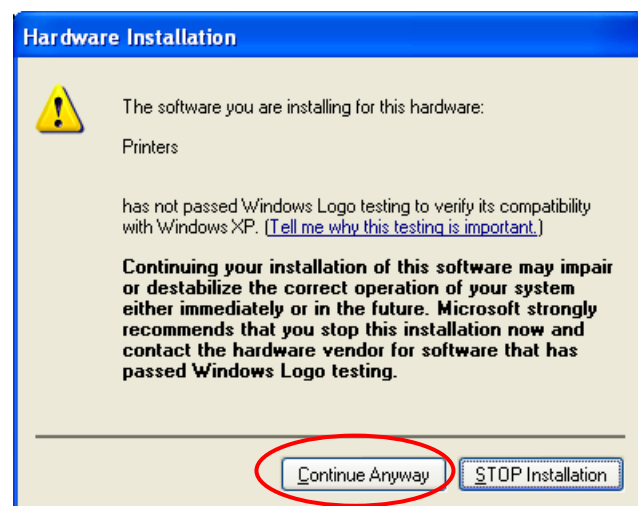 Hardware Installation
The software you are installing for this hardware:
Printers
has not passed Windows Logo testing to verify its compatibility
with Windows XP. (Tell me why this testing is important.)
Continuing your installation of this software may impair
or destabilize the correct operation of your system
either immediately or in the future. Microsoft strongly
recommends that you stop this installation now and
contact the hardware vendor for software that has
passed Windows Logo testing.
Continue Anyway
STOP Installation